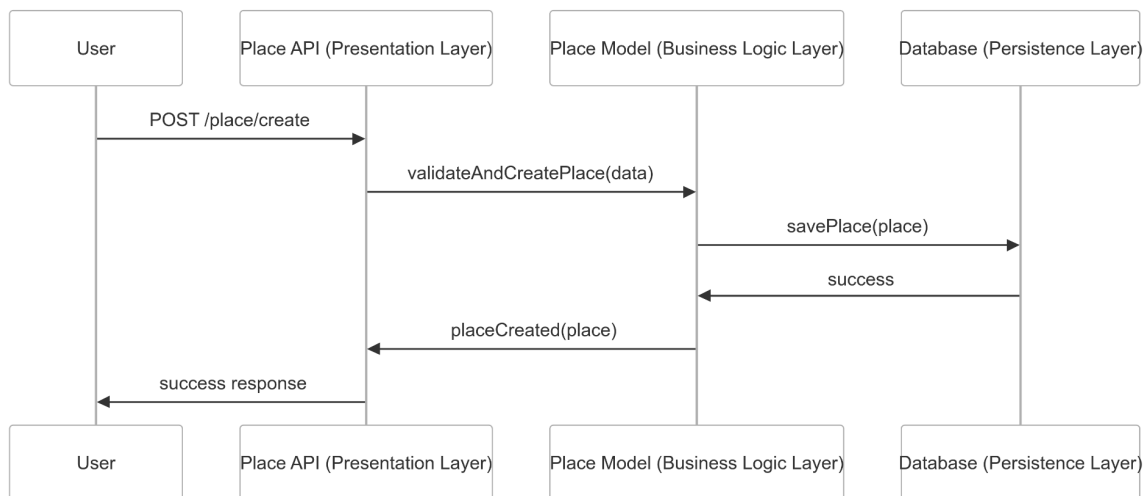 User
Place API (Presentation Layer)
Place Model (Business Logic Layer)
Database (Persistence Layer)
POST /place/create
validateAndCreatePlace(data)
savePlace(place)
success
placeCreated(place)
success response
User
Place API (Presentation Layer)
Place Model (Business Logic Layer)
Database (Persistence Layer)